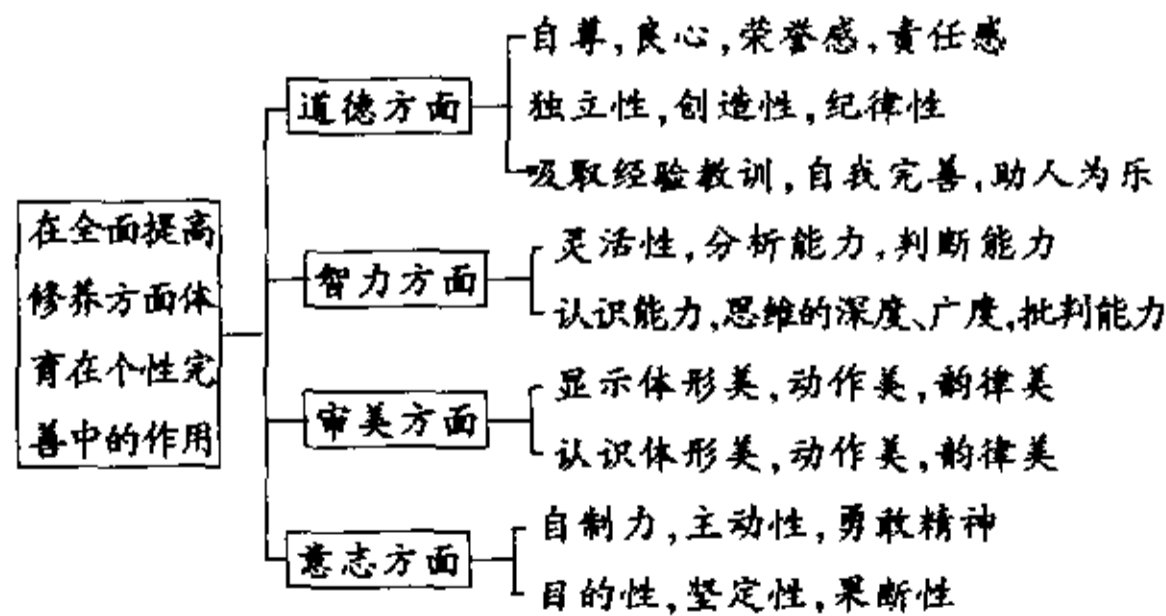 在全面提高
修养方面体
育在个性完
善中的作用
道德方面
自尊,良心,荣誉感,责任感
独立性,创造性,纪律性
吸取经验教训,自我完善,助人为乐
智力方面
灵活性,分析能力,判断能力
认识能力,思维的深度、广度,批判能力
审美方面
显示体形美,动作美,韵律美
认识体形美,动作美,韵律美
意志方面
自制力,主动性,勇敢精神
目的性,坚定性,果断性